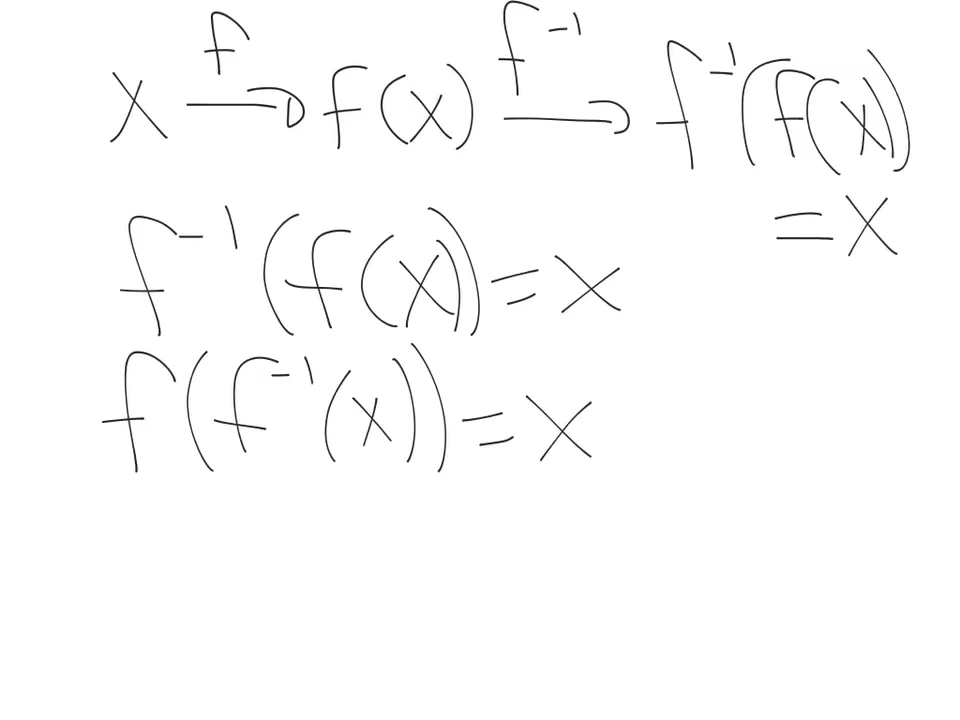 x →f f(x) →f⁻¹ f⁻¹(f(x))
= x
f⁻¹(f(x)) = x
f(f⁻¹(x)) = x